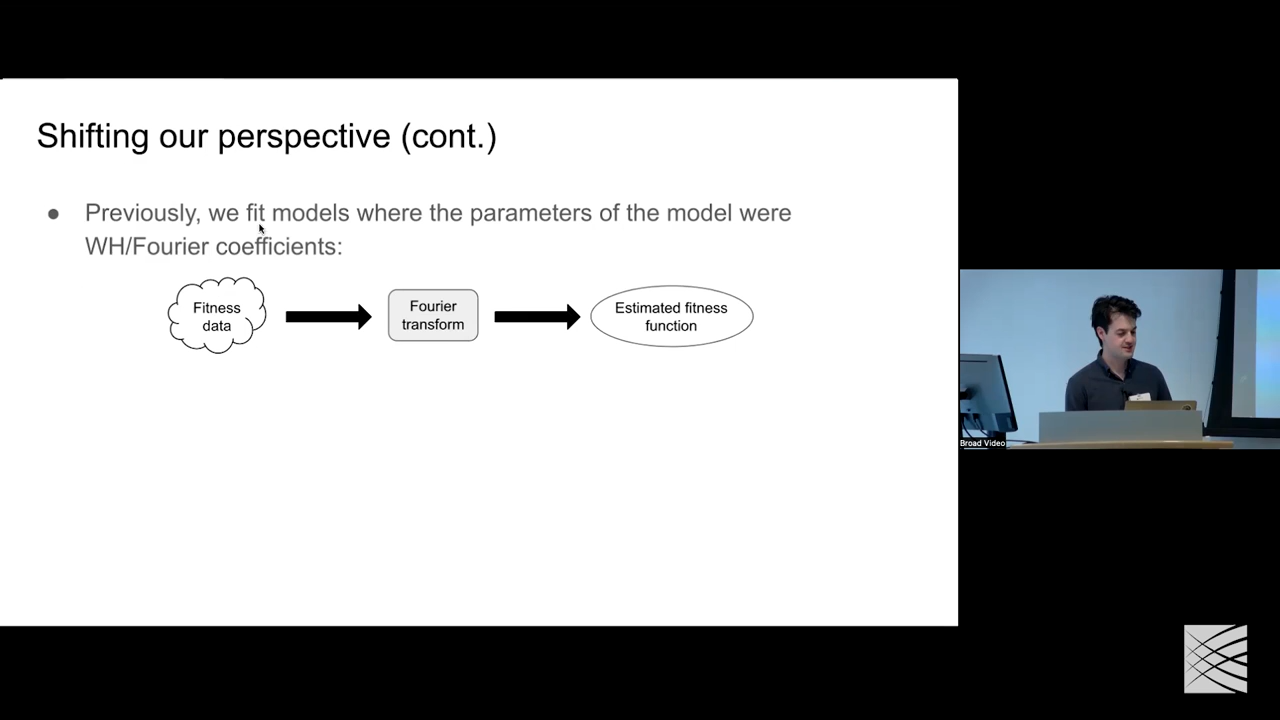 Shifting our perspective (cont.)
● Previously, we fit models where the parameters of the model were
WH/Fourier coefficients:
Fitness
data
Fourier
transform
Estimated fitness
function
Broad Video